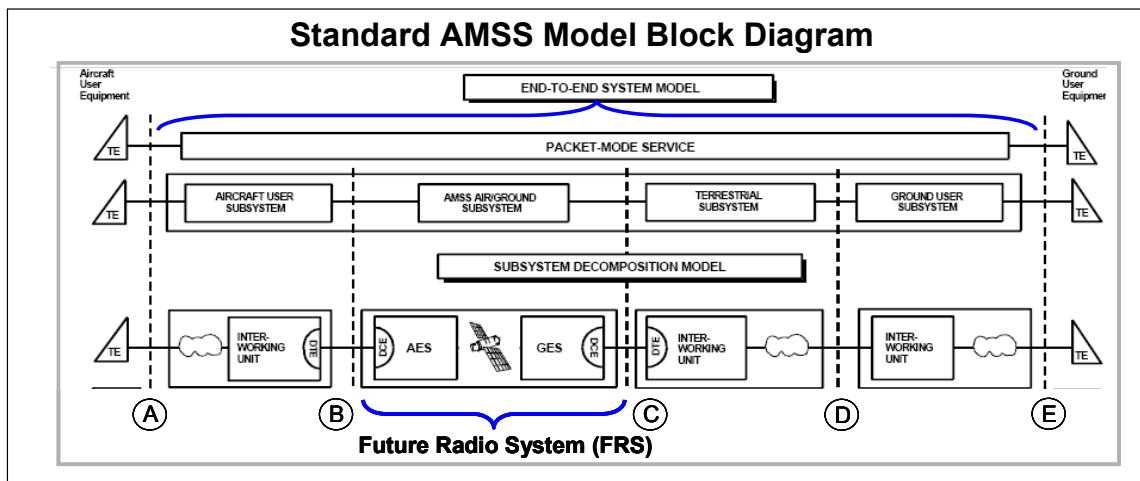 Standard AMSS Model Block Diagram
Aircraft
User
Equipment
Ground
User
Equipmer
END-TO-END SYSTEM MODEL
TE
PACKET-MODE SERVICE
TE
TE
AIRCRAFT USER
SUBSYSTEM
AMSS AIR/GROUND
SUBSYSTEM
TERRESTRIAL
SUBSYSTEM
GROUND USER
SUBSYSTEM
TE
SUBSYSTEM DECOMPOSITION MODEL
TE
INTER-
WORKING
UNIT
DTE
DCE
AES
GES
DCE
DTE
INTER-
WORKING
UNIT
INTER-
WORKING
UNIT
TE
A
B
C
D
E
Future Radio System (FRS)